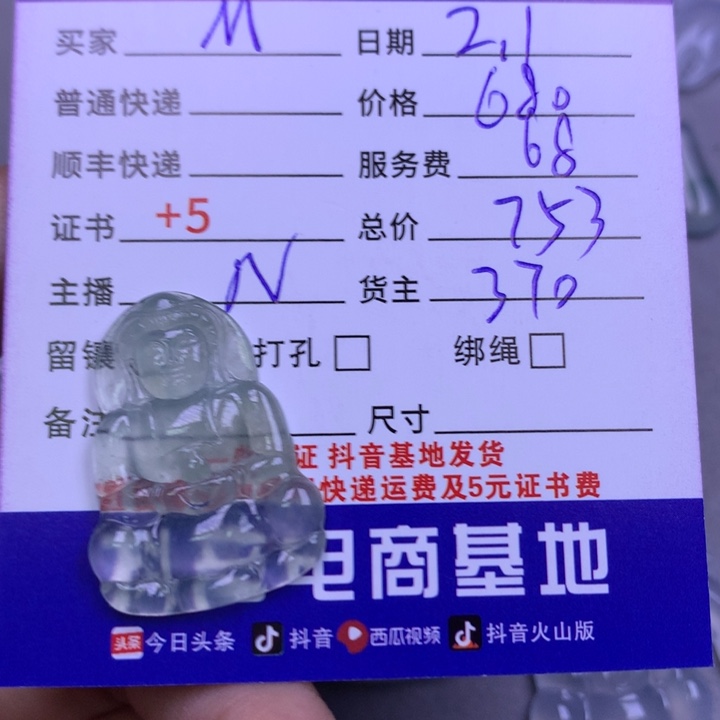 买家 M 日期 2.1
普通快递 价格 680
顺丰快递 服务费 68
证书 +5 总价 753
主播 N 货主 370
留镶 打孔 □ 绑绳 □
备注 尺寸
证 抖音基地发货
快递运费及5元证书费
电商基地
头条 今日头条 抖音 西瓜视频 抖音火山版